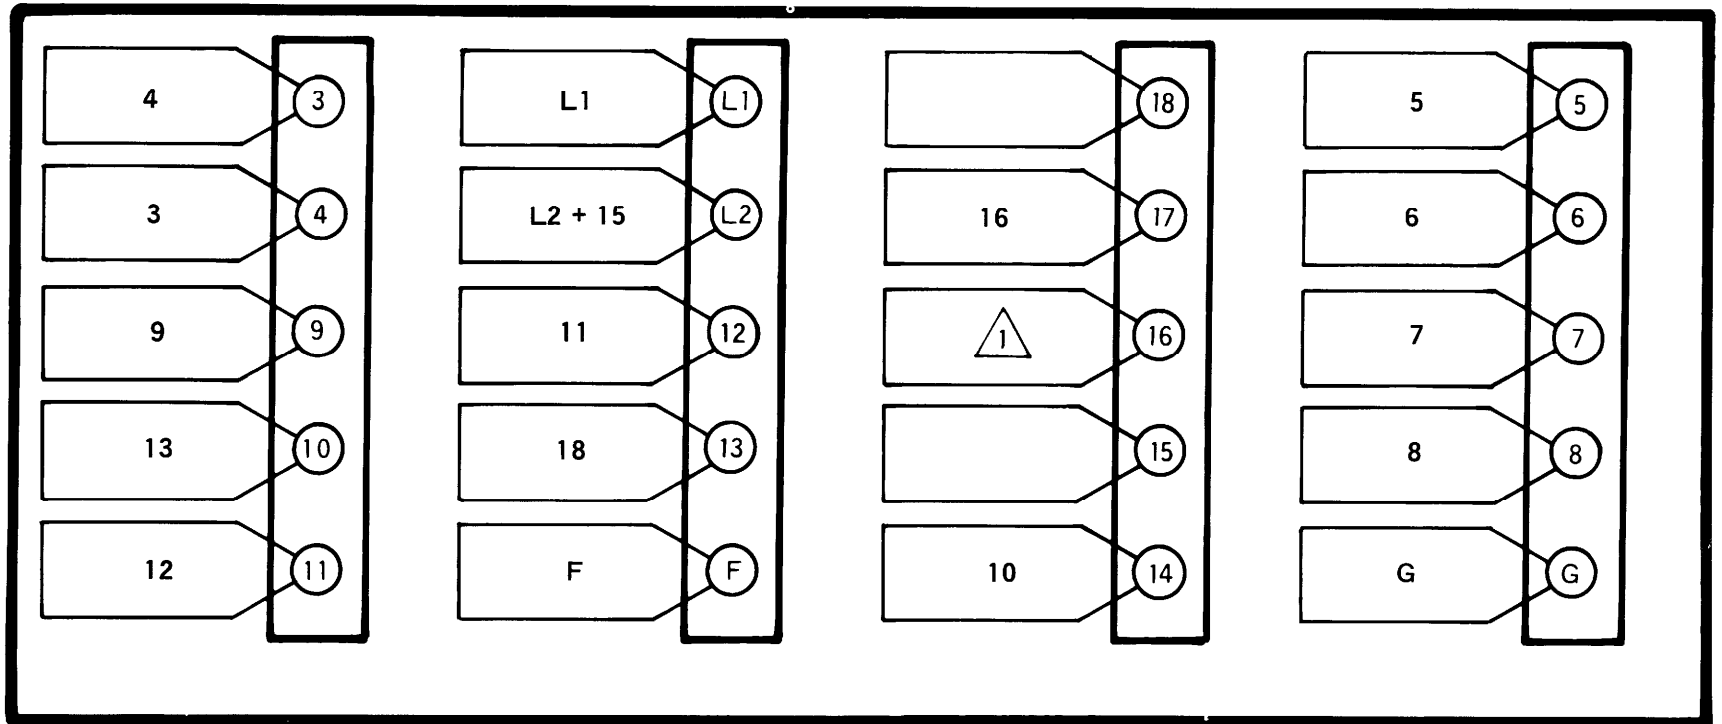 4 3 L1 L1 18 5 5
3 4 L2 + 15 L2 16 17 6 6
9 9 11 12 1 16 7 7
13 10 18 13 15 8 8
12 11 F F 10 14 G G